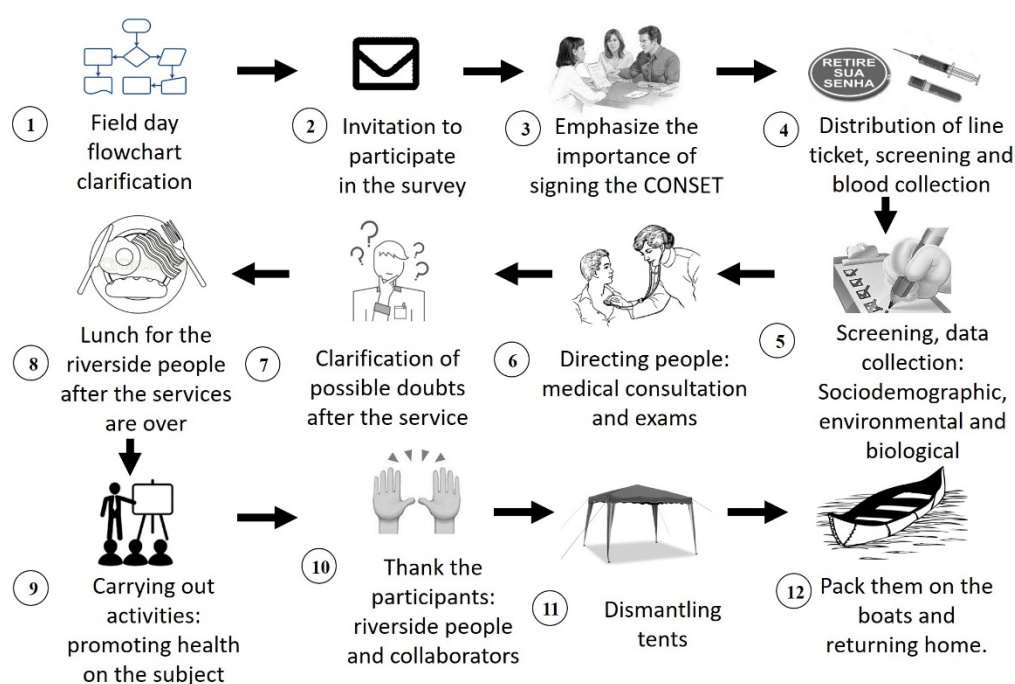 1
Field day
flowchart
clarification
2
Invitation to
participate
in the survey
3
Emphasize the
importance of
signing the CONSET
RETIRE
SUA
SENHA
4
Distribution of line
ticket, screening and
blood collection
5
Screening, data
collection:
Sociodemographic,
environmental and
biological
6
Directing people:
medical consultation
and exams
7
Clarification of
possible doubts
after the service
8
Lunch for the
riverside people
after the services
are over
9
Carrying out
activities:
promoting health
on the subject
10
Thank the
participants:
riverside people
and collaborators
11
Dismantling
tents
12
Pack them on the
boats and
returning home.